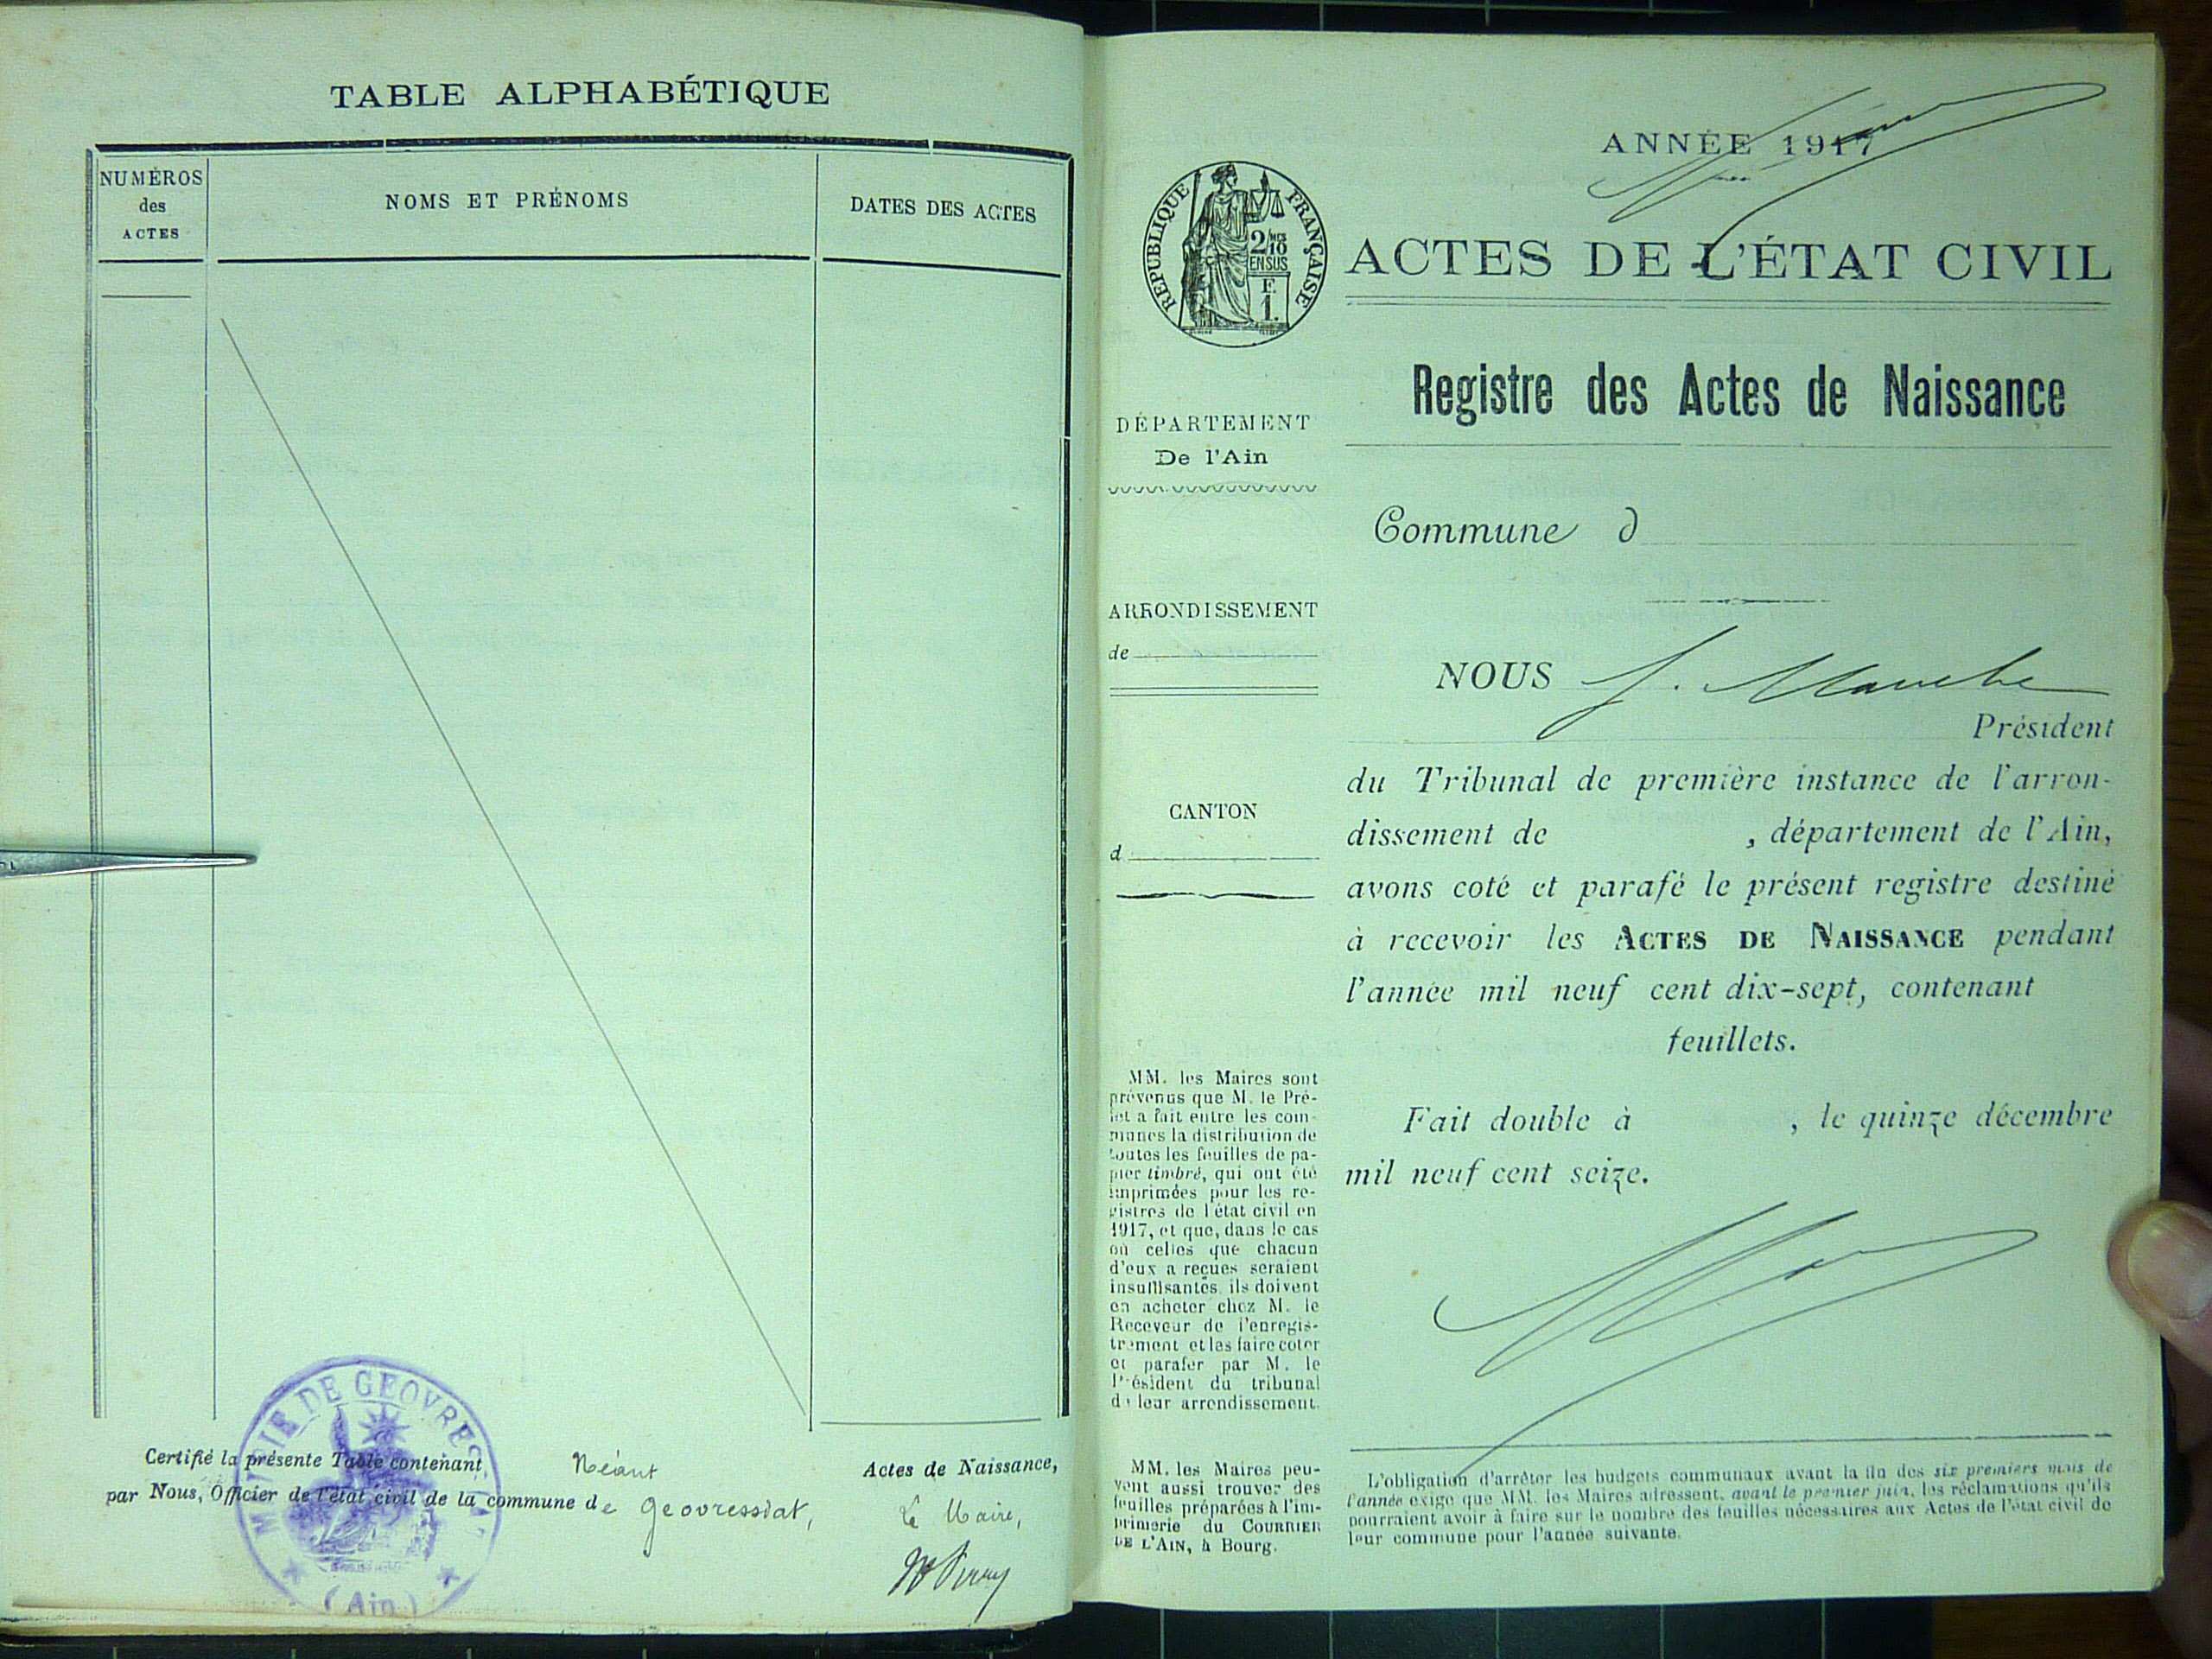 TABLE ALPHABÉTIQUE
NUMÉROS
des
ACTES
NOMS ET PRÉNOMS
DATES DES ACTES
MAIRIE DE GEOVRESSIAT
(Ain)
Certifié la présente Table contenant Néant Actes de Naissance,
par Nous, Officier de l'état civil de la commune de Geovressiat,
Le Maire,
ANNÉE 1917
RÉPUBLIQUE FRANÇAISE
2/10 MES
EN SUS
F.
1.
ACTES DE L'ÉTAT CIVIL
Registre des Actes de Naissance
DÉPARTEMENT
De l'Ain
ARRONDISSEMENT
de
CANTON
d
MM. les Maires sont
prévenus que M. le Pré-
fet a fait entre les com-
munes la distribution de
toutes les feuilles de pa-
pier timbré, qui ont été
imprimées pour les re-
gistres de l'état civil en
1917, et que, dans le cas
où celles que chacun
d'eux a reçues seraient
insuffisantes, ils doivent
en acheter chez M. le
Receveur de l'enregis-
trement et les faire coter
et parafer par M. le
Président du tribunal
de leur arrondissement.
MM. les Maires peu-
vent aussi trouver des
feuilles préparées à l'im-
primerie du COURRIER
DE L'AIN, à Bourg.
Commune d
NOUS
Président
du Tribunal de première instance de l'arron-
dissement de , département de l'Ain,
avons coté et parafé le présent registre destiné
à recevoir les ACTES DE NAISSANCE pendant
l'année mil neuf cent dix-sept, contenant
feuillets.
Fait double à , le quinze décembre
mil neuf cent seize.
L'obligation d'arrêter les budgets communaux avant la fin des six premiers mois de
l'année exige que MM. les Maires adressent, avant le premier juin, les réclamations qu'ils
pourraient avoir à faire sur le nombre des feuilles nécessaires aux Actes de l'état civil de
leur commune pour l'année suivante.